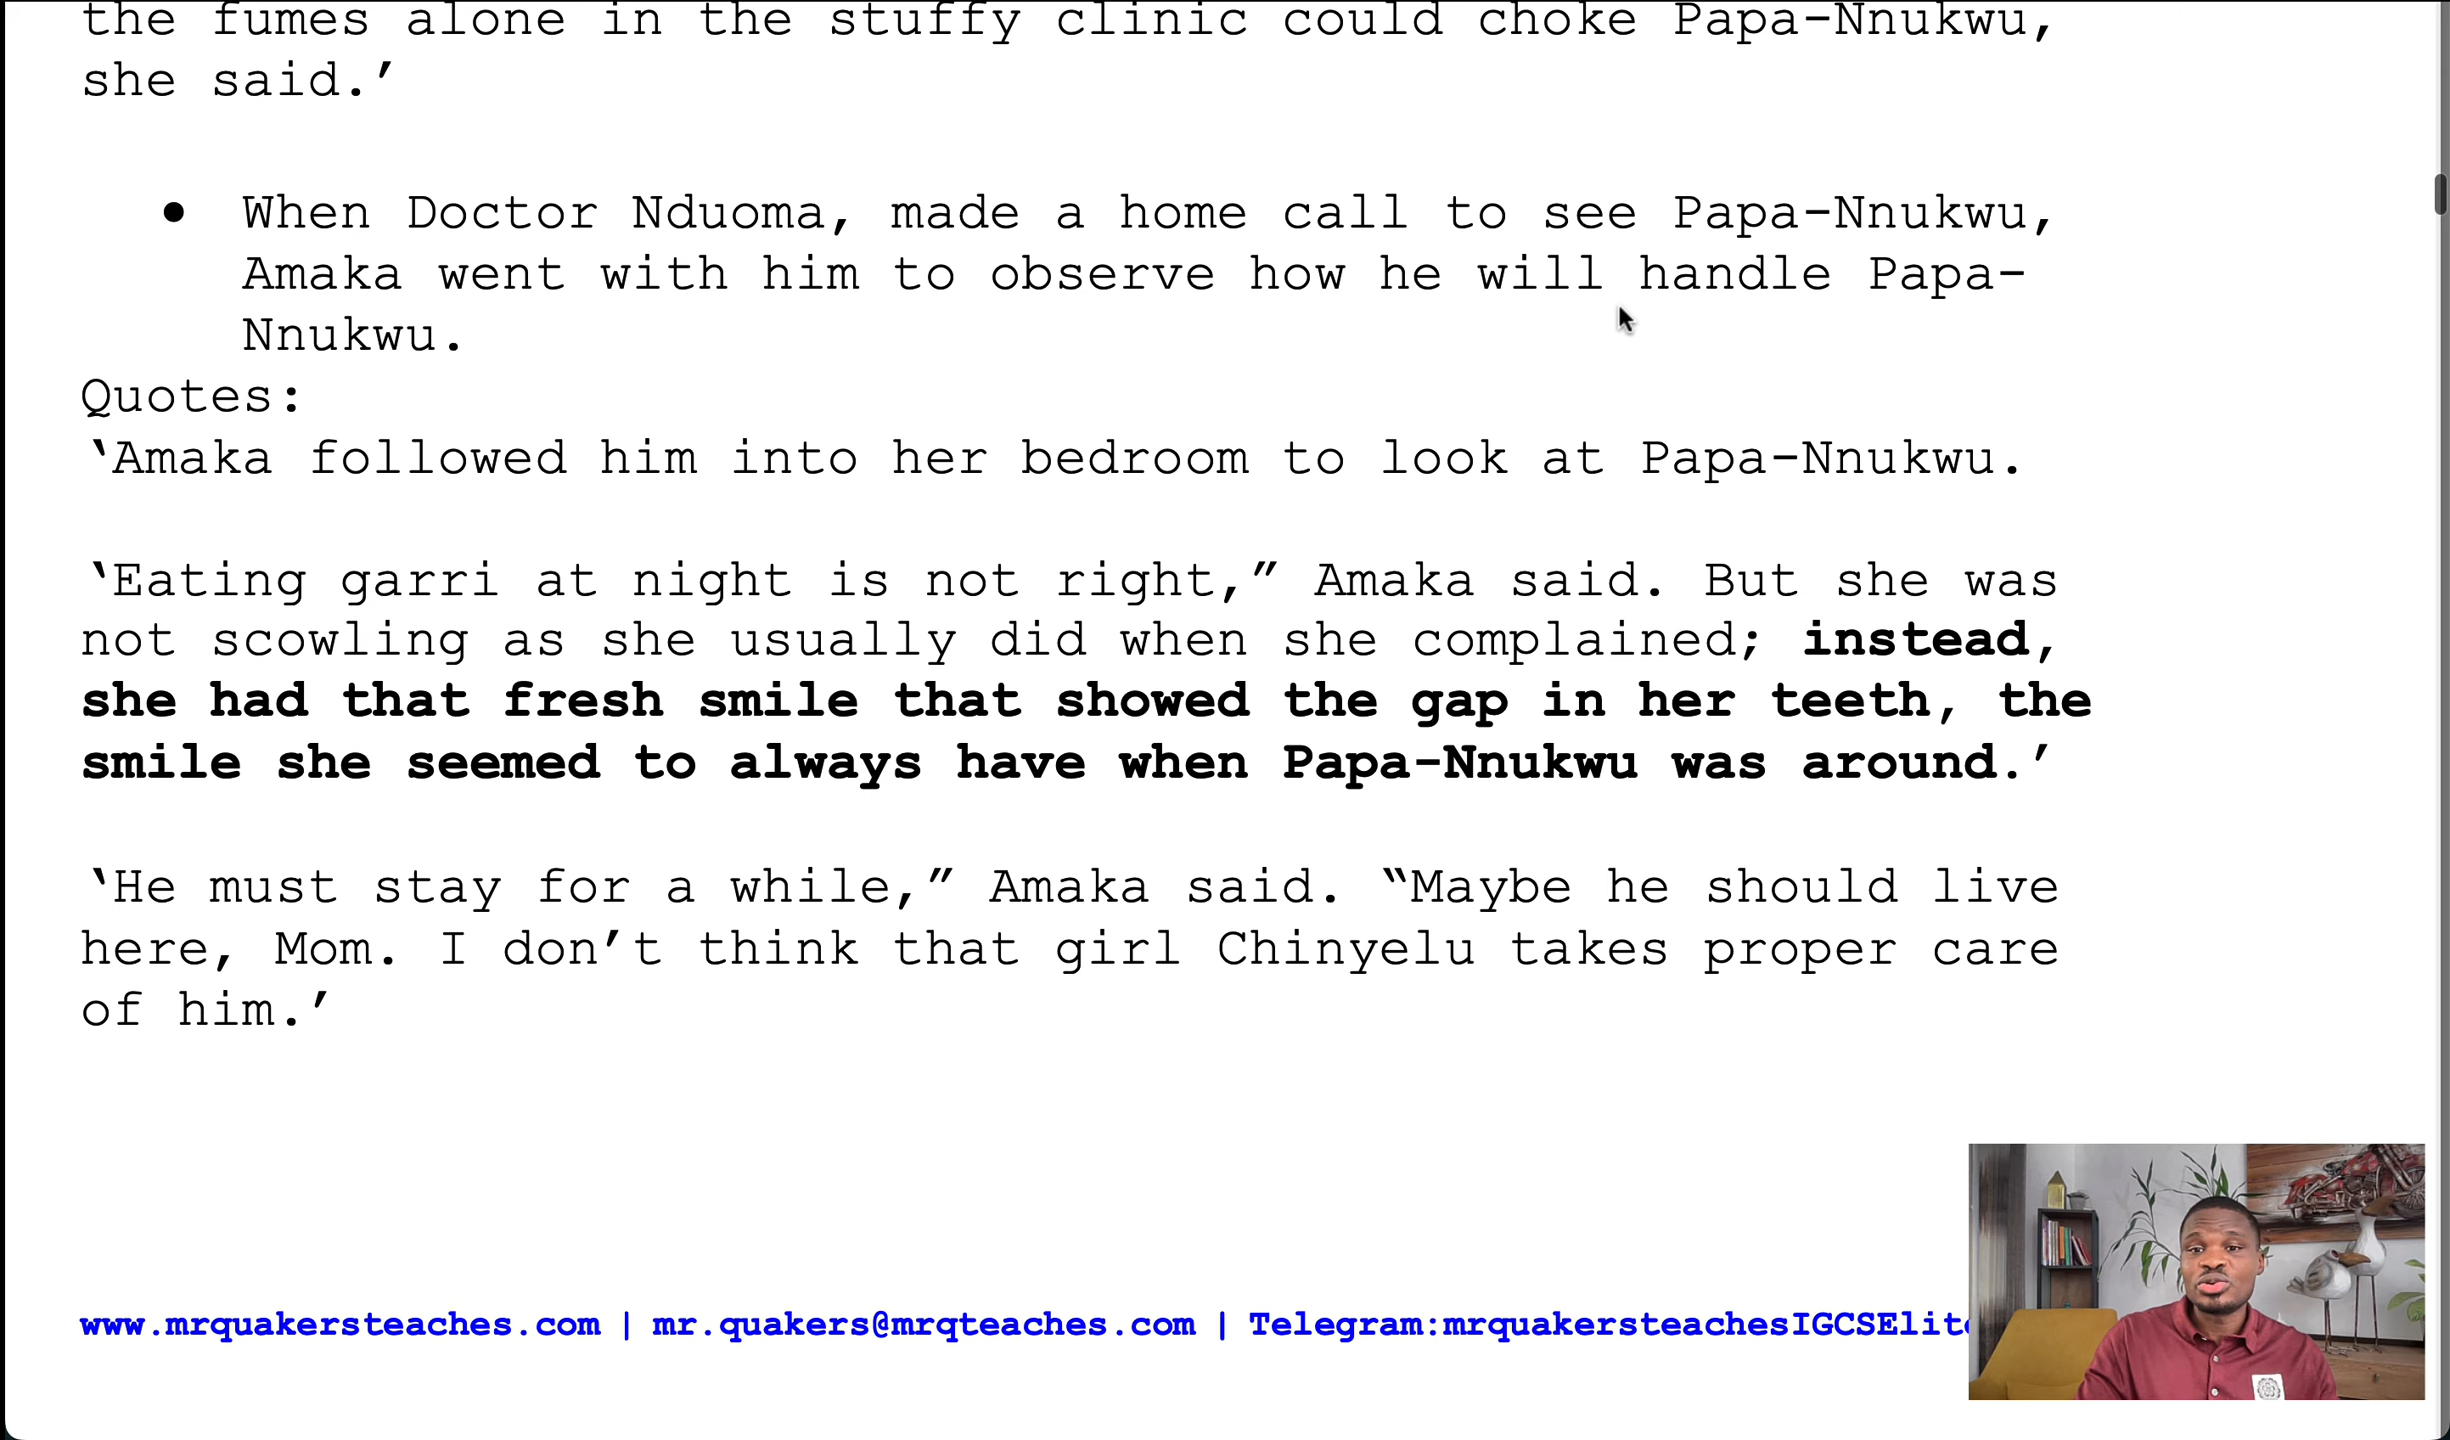 the fumes alone in the stuffy clinic could choke Papa-Nnukwu,
she said.’
● When Doctor Nduoma, made a home call to see Papa-Nnukwu,
Amaka went with him to observe how he will handle Papa-
Nnukwu.
Quotes:
‘Amaka followed him into her bedroom to look at Papa-Nnukwu.
‘Eating garri at night is not right,” Amaka said. But she was
not scowling as she usually did when she complained; instead,
she had that fresh smile that showed the gap in her teeth, the
smile she seemed to always have when Papa-Nnukwu was around.’
‘He must stay for a while,” Amaka said. “Maybe he should live
here, Mom. I don’t think that girl Chinyelu takes proper care
of him.’
www.mrquakersteaches.com | mr.quakers@mrqteaches.com | Telegram:mrquakersteachesIGCSElit